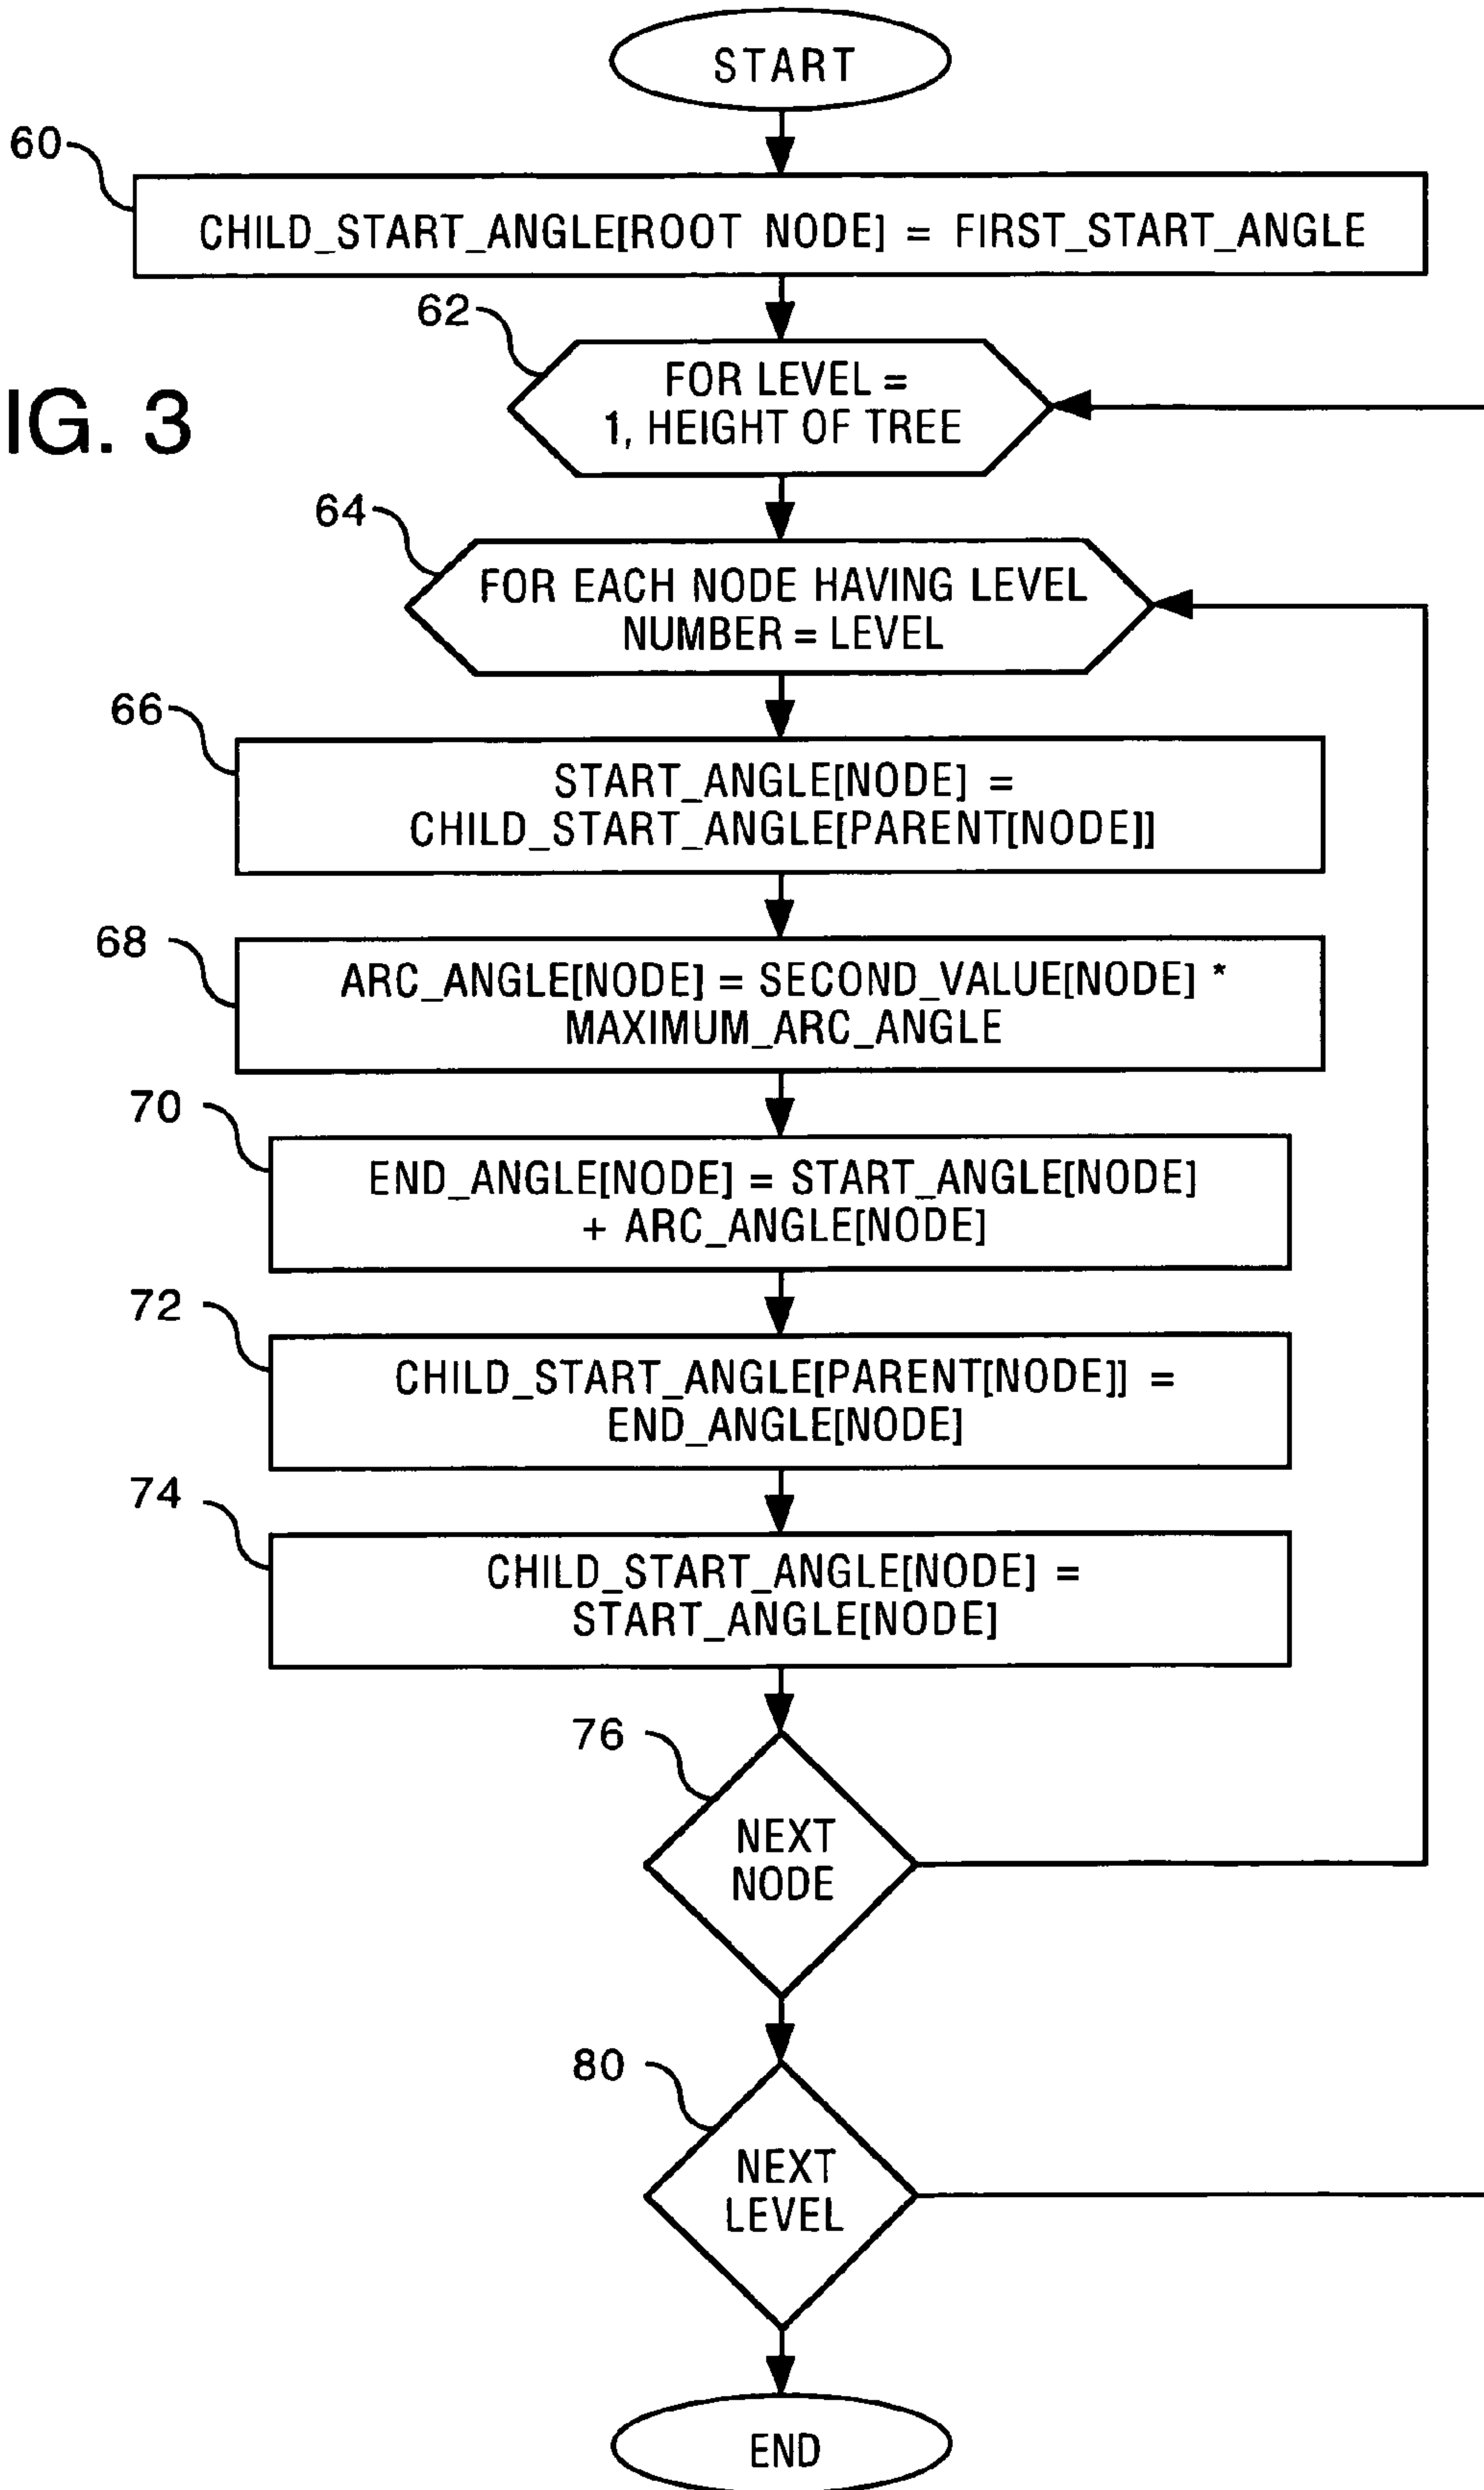 START
60
CHILD_START_ANGLE[ROOT NODE] = FIRST_START_ANGLE
62
FOR LEVEL =
1, HEIGHT OF TREE
IG. 3
64
FOR EACH NODE HAVING LEVEL
NUMBER = LEVEL
66
START_ANGLE[NODE] =
CHILD_START_ANGLE[PARENT[NODE]]
68
ARC_ANGLE[NODE] = SECOND_VALUE[NODE] *
MAXIMUM_ARC_ANGLE
70
END_ANGLE[NODE] = START_ANGLE[NODE]
+ ARC_ANGLE[NODE]
72
CHILD_START_ANGLE[PARENT[NODE]] =
END_ANGLE[NODE]
74
CHILD_START_ANGLE[NODE] =
START_ANGLE[NODE]
76
NEXT
NODE
80
NEXT
LEVEL
END